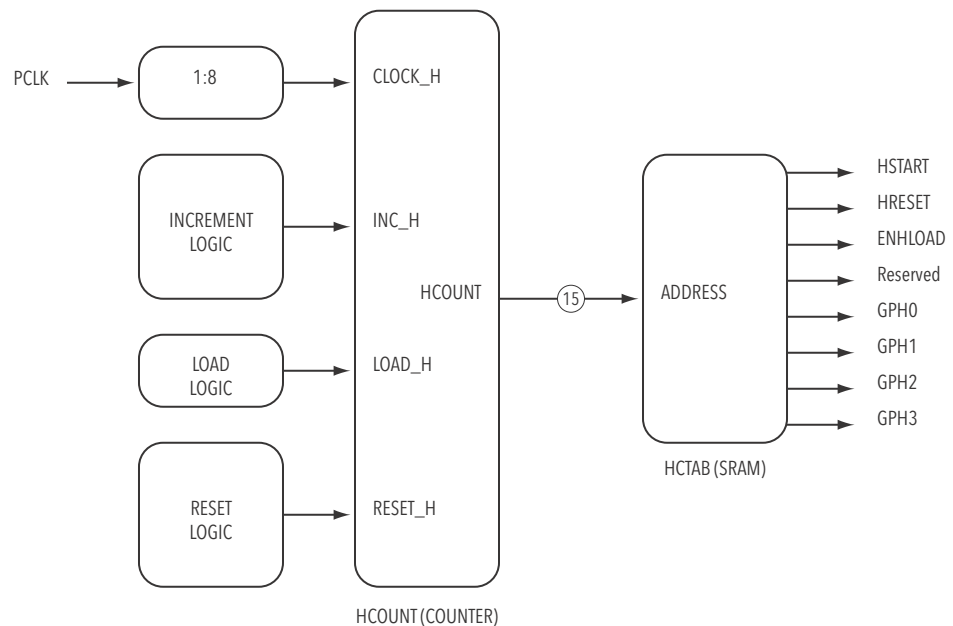 PCLK
1:8
CLOCK_H
INCREMENT
LOGIC
INC_H
HCOUNT
LOAD
LOGIC
LOAD_H
RESET
LOGIC
RESET_H
HCOUNT (COUNTER)
15
ADDRESS
HCTAB (SRAM)
HSTART
HRESET
ENHLOAD
Reserved
GPH0
GPH1
GPH2
GPH3